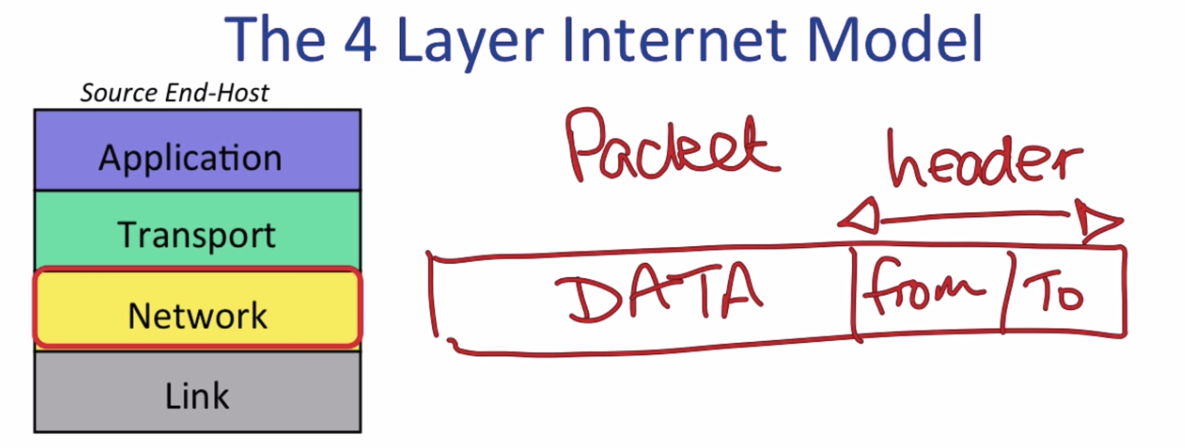 The 4 Layer Internet Model
Source End-Host
Application
Transport
Network
Link
Packet
header
DATA from To